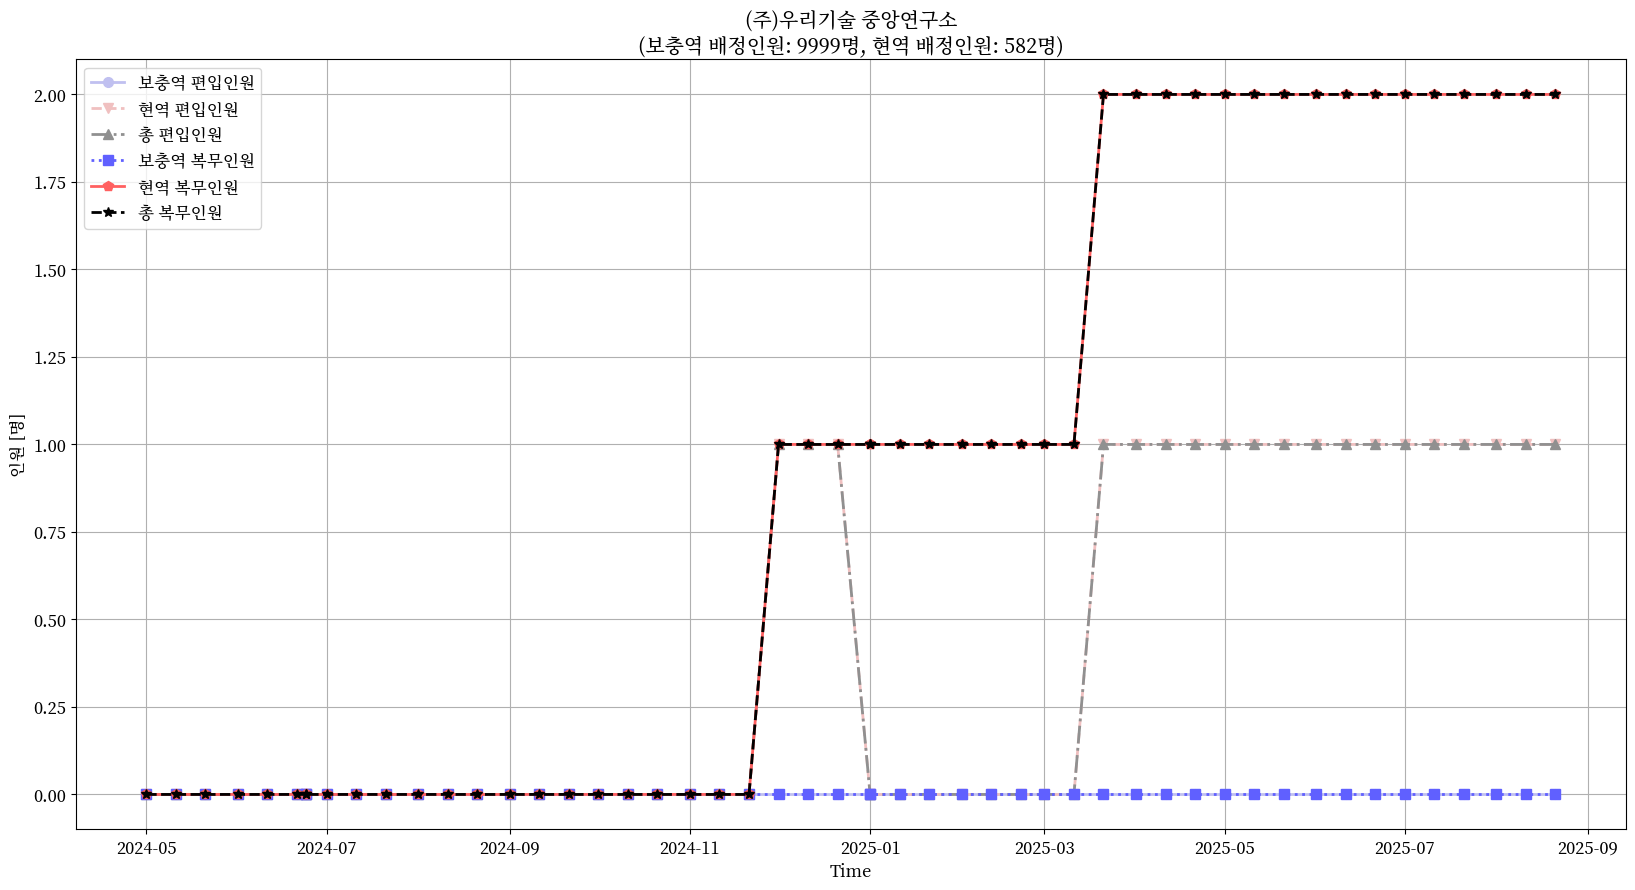 (주)우리기술 중앙연구소
(보충역 배정인원: 9999명, 현역 배정인원: 582명)
보충역 편입인원
현역 편입인원
총 편입인원
보충역 복무인원
현역 복무인원
총 복무인원
2.00
1.75
1.50
1.25
1.00
0.75
0.50
0.25
0.00
인원 [명]
2024-05 2024-07 2024-09 2024-11 2025-01 2025-03 2025-05 2025-07 2025-09
Time